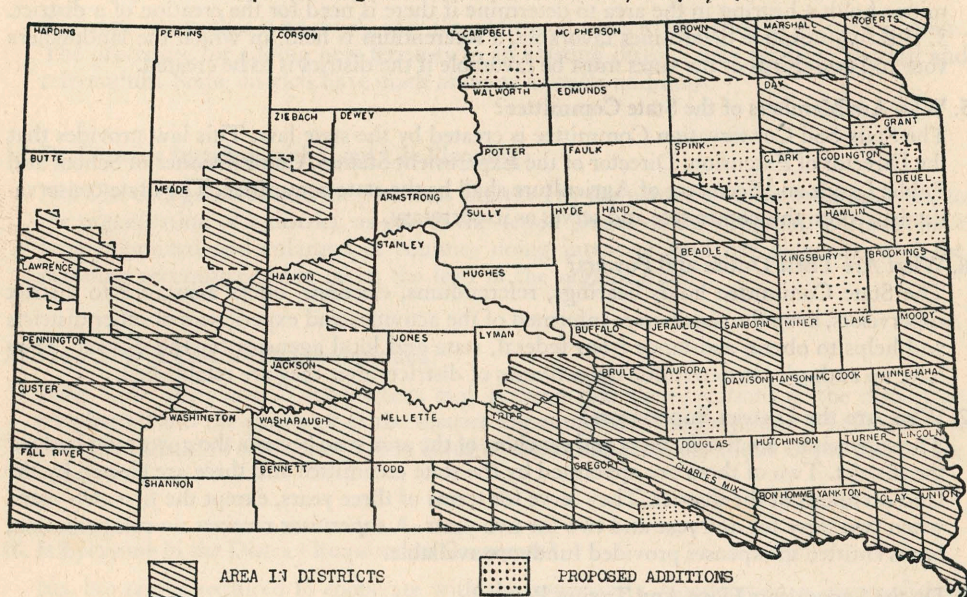 HARDING
PERKINS
CORSON
CAMPBELL
MC PHERSON
BROWN
MARSHALL
ROBERTS
WALWORTH
EDMUNDS
DAY
ZIEBACH
DEWEY
GRANT
BUTTE
MEADE
POTTER
FAULK
SPINK
CLARK
CODINGTON
DEUEL
ARMSTRONG
SULLY
HYDE
HAND
HAMLIN
LAWRENCE
HAAKON
STANLEY
HUGHES
BEADLE
KINGSBURY
BROOKINGS
PENNINGTON
JACKSON
JONES
LYMAN
BUFFALO
JERAULD
SANBORN
MINER
LAKE
MOODY
CUSTER
WASHINGTON
WASHABAUGH
MELLETTE
TRIPP
BRULE
AURORA
DAVISON
HANSON
MC COOK
MINNEHAHA
FALL RIVER
SHANNON
BENNETT
TODD
GREGORY
CHARLES MIX
DOUGLAS
HUTCHINSON
TURNER
LINCOLN
BON HOMME
YANKTON
CLAY
UNION
AREA IN DISTRICTS
PROPOSED ADDITIONS